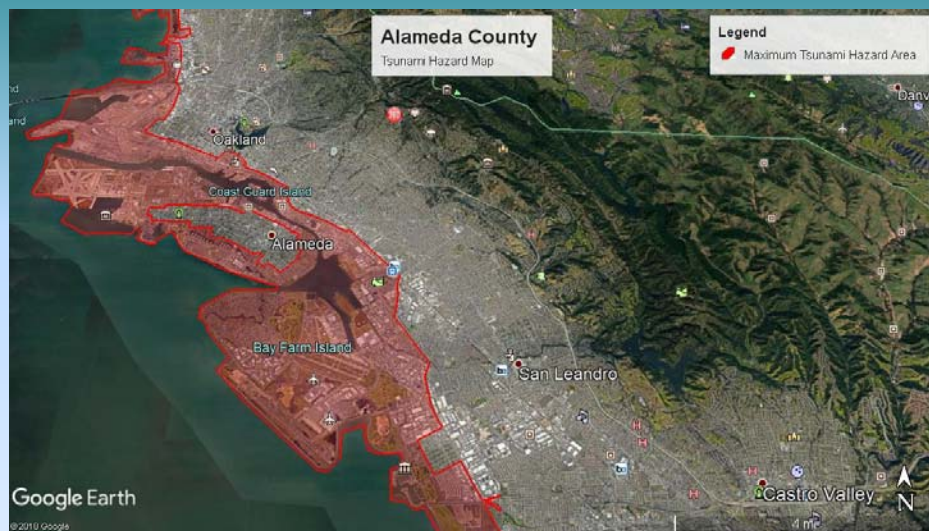 Alameda County
Tsunami Hazard Map
Legend
Maximum Tsunami Hazard Area
Oakland
Coast Guard Island
Alameda
Bay Farm Island
San Leandro
Castro Valley
N
Google Earth
© 2018 Google